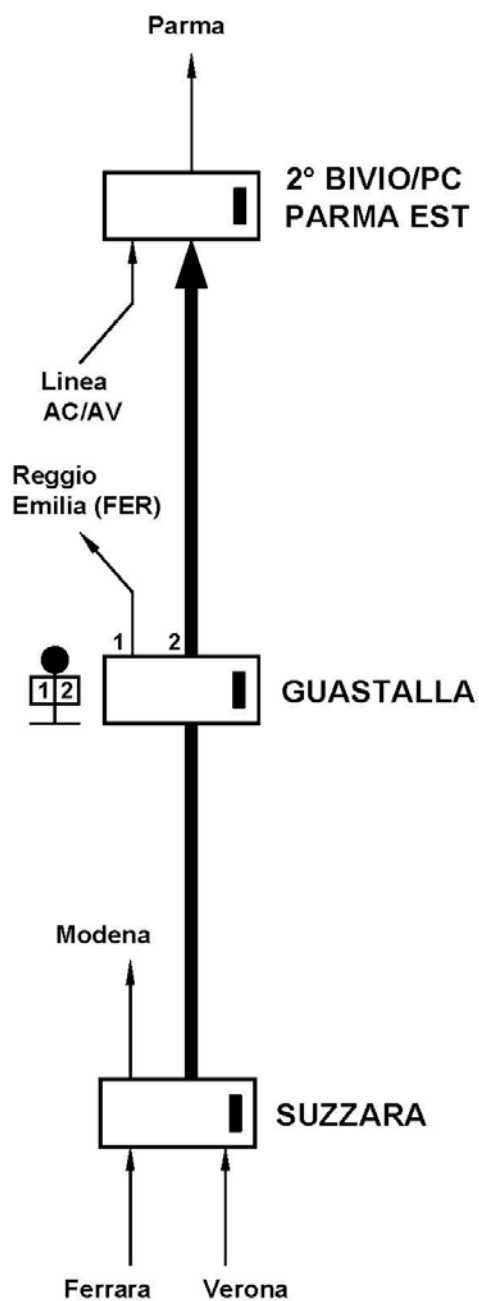 Parma
2° BIVIO/PC
PARMA EST
Linea
AC/AV
Reggio
Emilia (FER)
1 2
1 2
GUASTALLA
Modena
SUZZARA
Ferrara Verona